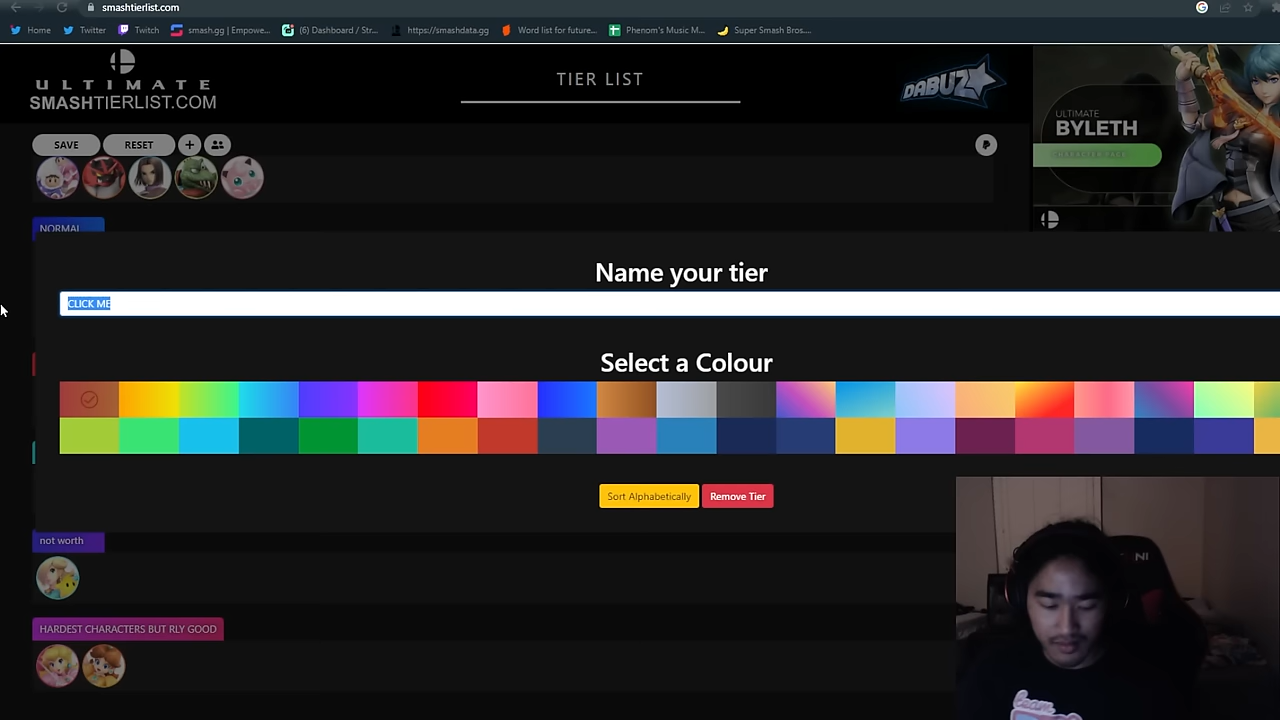 smashtierlist.com
Home
Twitter
Twitch
smash.gg | Empowe...
(6) Dashboard / Str...
https://smashdata.gg
Word list for future...
Phenom's Music M...
Super Smash Bros....
ULTIMATE
SMASHTIERLIST.COM
TIER LIST
DABUZ
ULTIMATE
BYLETH
SAVE
RESET
+
NORMAL
Name your tier
CLICK ME
Select a Colour
Sort Alphabetically
Remove Tier
not worth
HARDEST CHARACTERS BUT RLY GOOD
NI
team